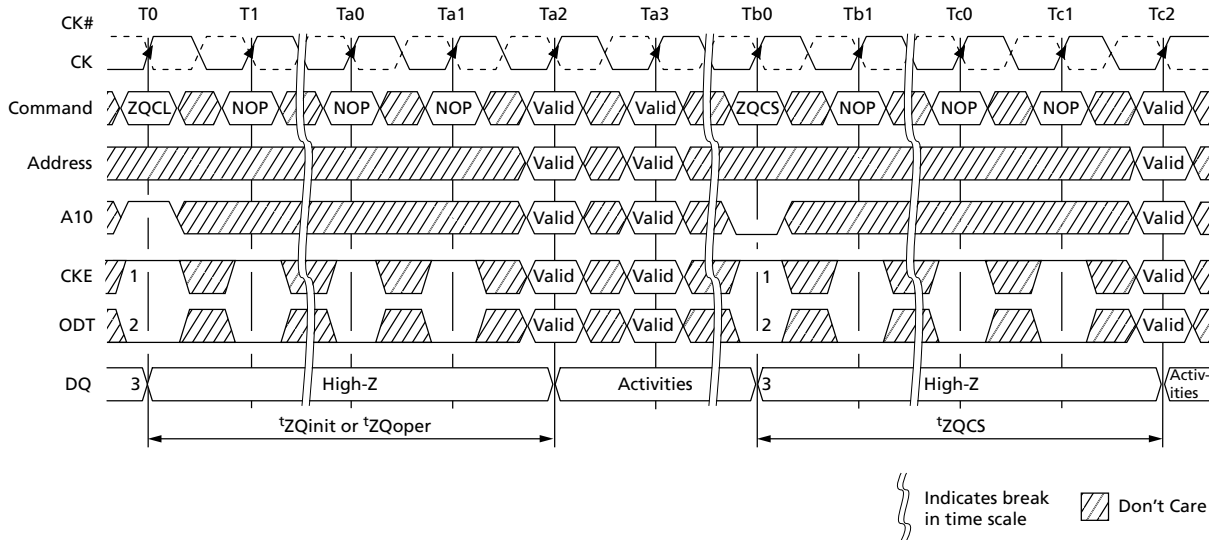 T0 T1 Ta0 Ta1 Ta2 Ta3 Tb0 Tb1 Tc0 Tc1 Tc2
CK#
CK
Command ZQCL NOP NOP NOP Valid Valid ZQCS NOP NOP NOP Valid
Address Valid Valid Valid
A10 Valid Valid Valid
CKE 1 Valid Valid 1 Valid
ODT 2 Valid Valid 2 Valid
DQ 3 High-Z Activities 3 High-Z Activ-
ities
tZQinit or tZQoper tZQCS
Indicates break
in time scale
Don't Care